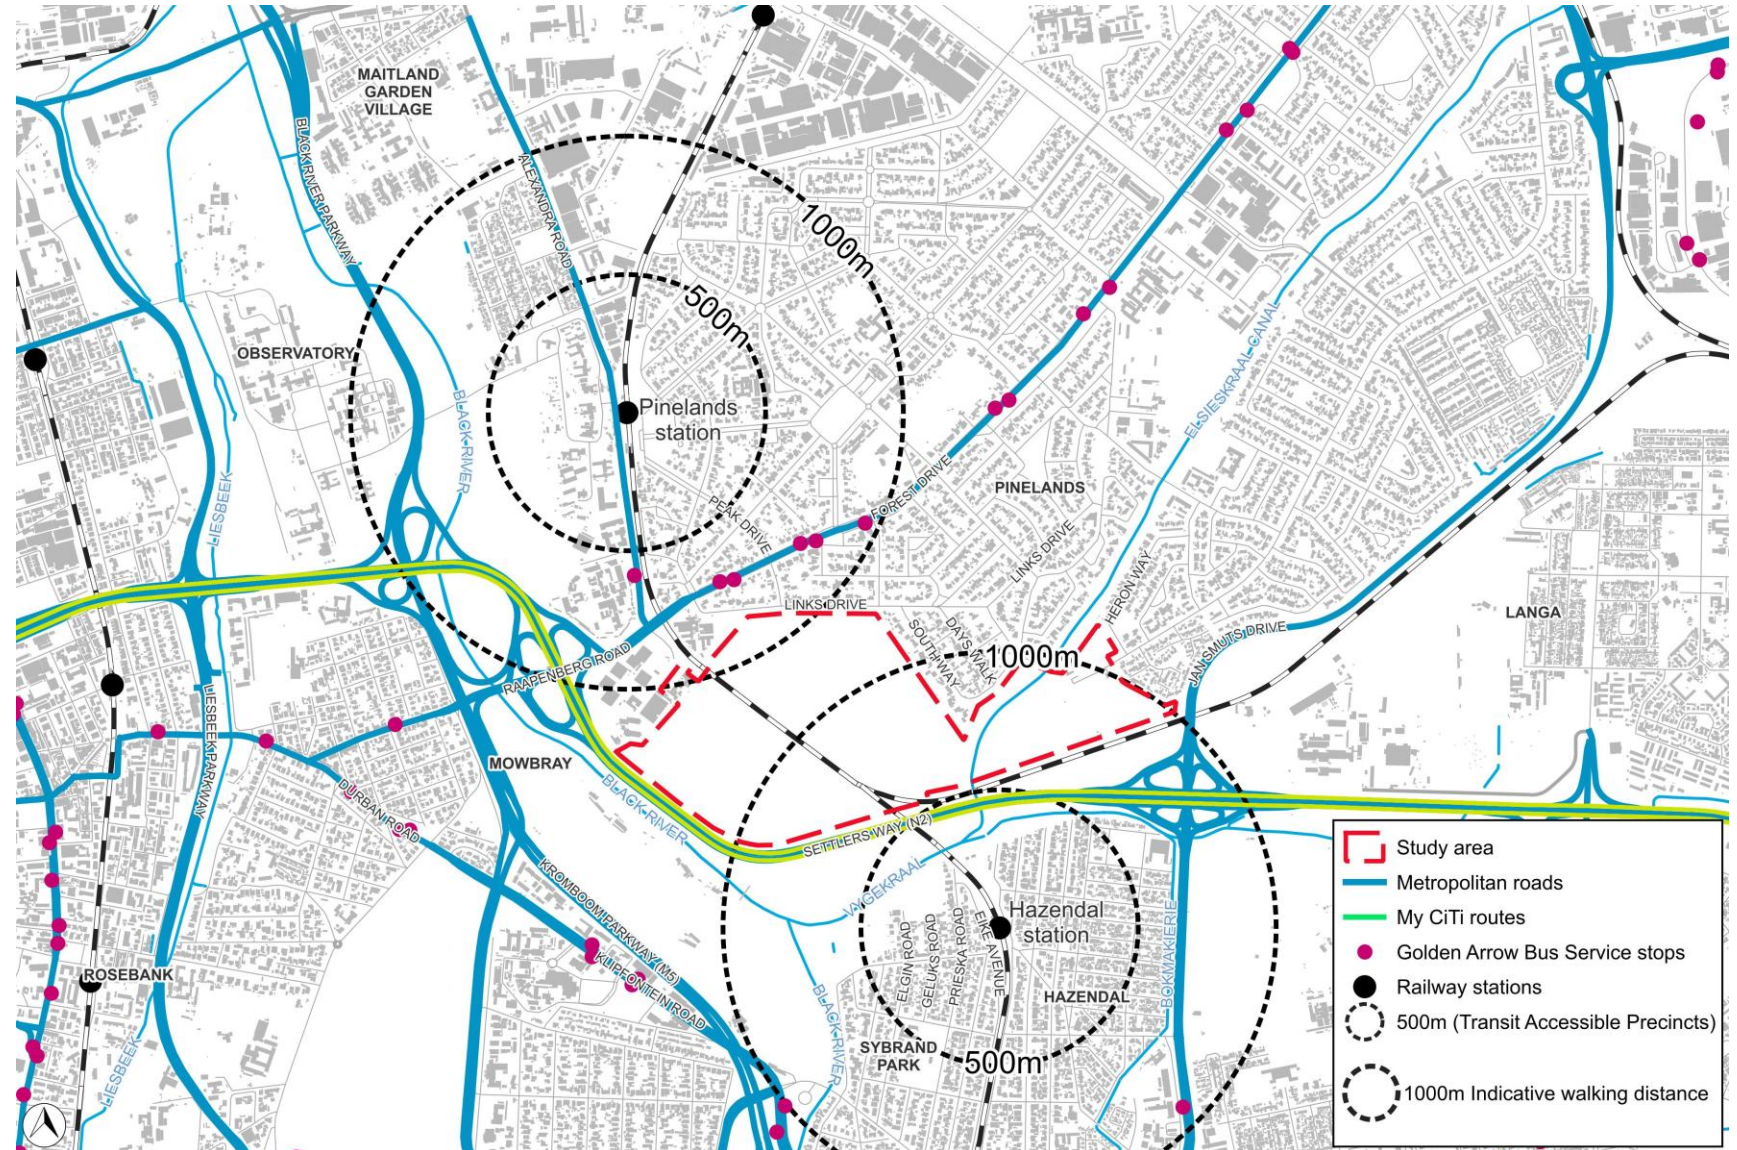 MAITLAND
GARDEN
VILLAGE
BLACK RIVER PARKWAY
ALEXANDRA ROAD
1000m
500m
OBSERVATORY
Pinelands
station
BLACK RIVER
LIESBEEK
ELSIESKRAAL CANAL
PEAK DRIVE
FOREST DRIVE
PINELANDS
LINKS DRIVE
HERON WAY
LINKS DRIVE
LANGA
SOUTH WAY
DAYS WALK
JAN SMUTS DRIVE
1000m
RAAPENBERG ROAD
LIESBEEK PARKWAY
MOWBRAY
BLACK RIVER
DURBAN ROAD
SETTLERS WAY (N2)
KROMBOOM PARKWAY (M5)
VYGEKRAAL
Hazendal
station
ELGIN ROAD
GELUKS ROAD
PRIESKA ROAD
EIKE AVENUE
BOKMAKIERIE
KLIPFONTEIN ROAD
ROSEBANK
HAZENDAL
BLACK RIVER
SYBRAND
PARK
500m
LIESBEEK
Study area
Metropolitan roads
My CiTi routes
Golden Arrow Bus Service stops
Railway stations
500m (Transit Accessible Precincts)
1000m Indicative walking distance